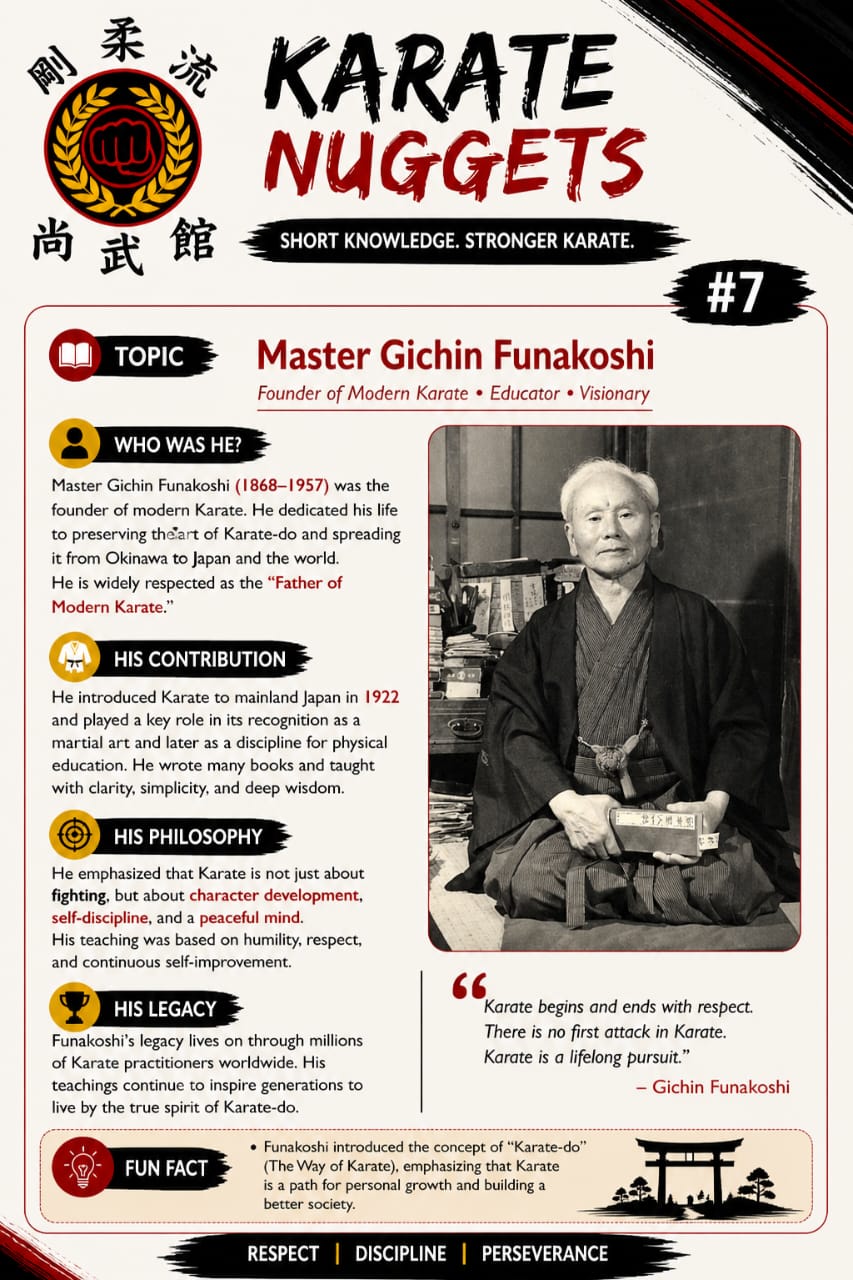 剛柔流
尚武館
KARATE
NUGGETS
SHORT KNOWLEDGE. STRONGER KARATE.
#7
TOPIC
Master Gichin Funakoshi
Founder of Modern Karate • Educator • Visionary
WHO WAS HE?
Master Gichin Funakoshi (1868–1957) was the
founder of modern Karate. He dedicated his life
to preserving the art of Karate-do and spreading
it from Okinawa to Japan and the world.
He is widely respected as the “Father of
Modern Karate.”
HIS CONTRIBUTION
He introduced Karate to mainland Japan in 1922
and played a key role in its recognition as a
martial art and later as a discipline for physical
education. He wrote many books and taught
with clarity, simplicity, and deep wisdom.
HIS PHILOSOPHY
He emphasized that Karate is not just about
fighting, but about character development,
self-discipline, and a peaceful mind.
His teaching was based on humility, respect,
and continuous self-improvement.
HIS LEGACY
Funakoshi’s legacy lives on through millions
of Karate practitioners worldwide. His
teachings continue to inspire generations to
live by the true spirit of Karate-do.
“Karate begins and ends with respect.
There is no first attack in Karate.
Karate is a lifelong pursuit.”
– Gichin Funakoshi
FUN FACT
• Funakoshi introduced the concept of “Karate-do”
(The Way of Karate), emphasizing that Karate
is a path for personal growth and building a
better society.
RESPECT | DISCIPLINE | PERSEVERANCE